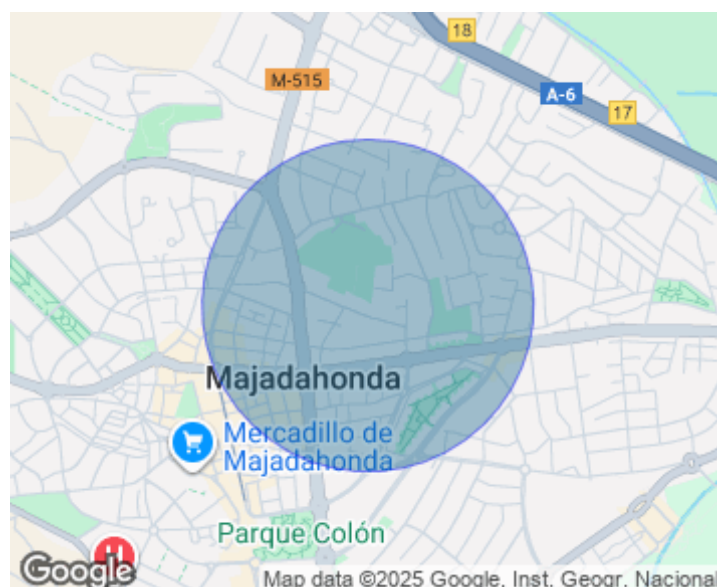 18
M-515
A-6
17
Majadahonda
Mercadillo de
Majadahonda
Parque Colón
Google
Map data ©2025 Google, Inst. Geogr. Nacional